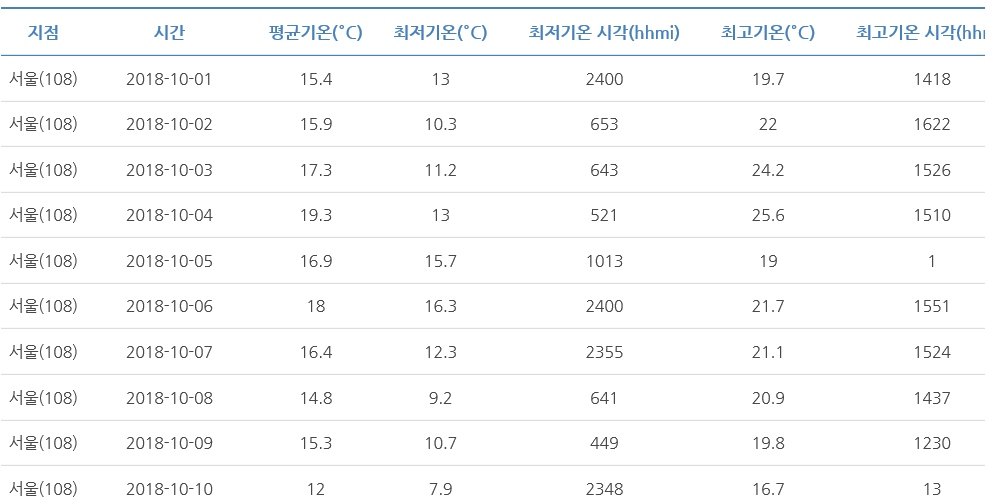 지점 시간 평균기온(°C) 최저기온(°C) 최저기온 시각(hhmi) 최고기온(°C) 최고기온 시각(hh
서울(108) 2018-10-01 15.4 13 2400 19.7 1418
서울(108) 2018-10-02 15.9 10.3 653 22 1622
서울(108) 2018-10-03 17.3 11.2 643 24.2 1526
서울(108) 2018-10-04 19.3 13 521 25.6 1510
서울(108) 2018-10-05 16.9 15.7 1013 19 1
서울(108) 2018-10-06 18 16.3 2400 21.7 1551
서울(108) 2018-10-07 16.4 12.3 2355 21.1 1524
서울(108) 2018-10-08 14.8 9.2 641 20.9 1437
서울(108) 2018-10-09 15.3 10.7 449 19.8 1230
서울(108) 2018-10-10 12 7.9 2348 16.7 13